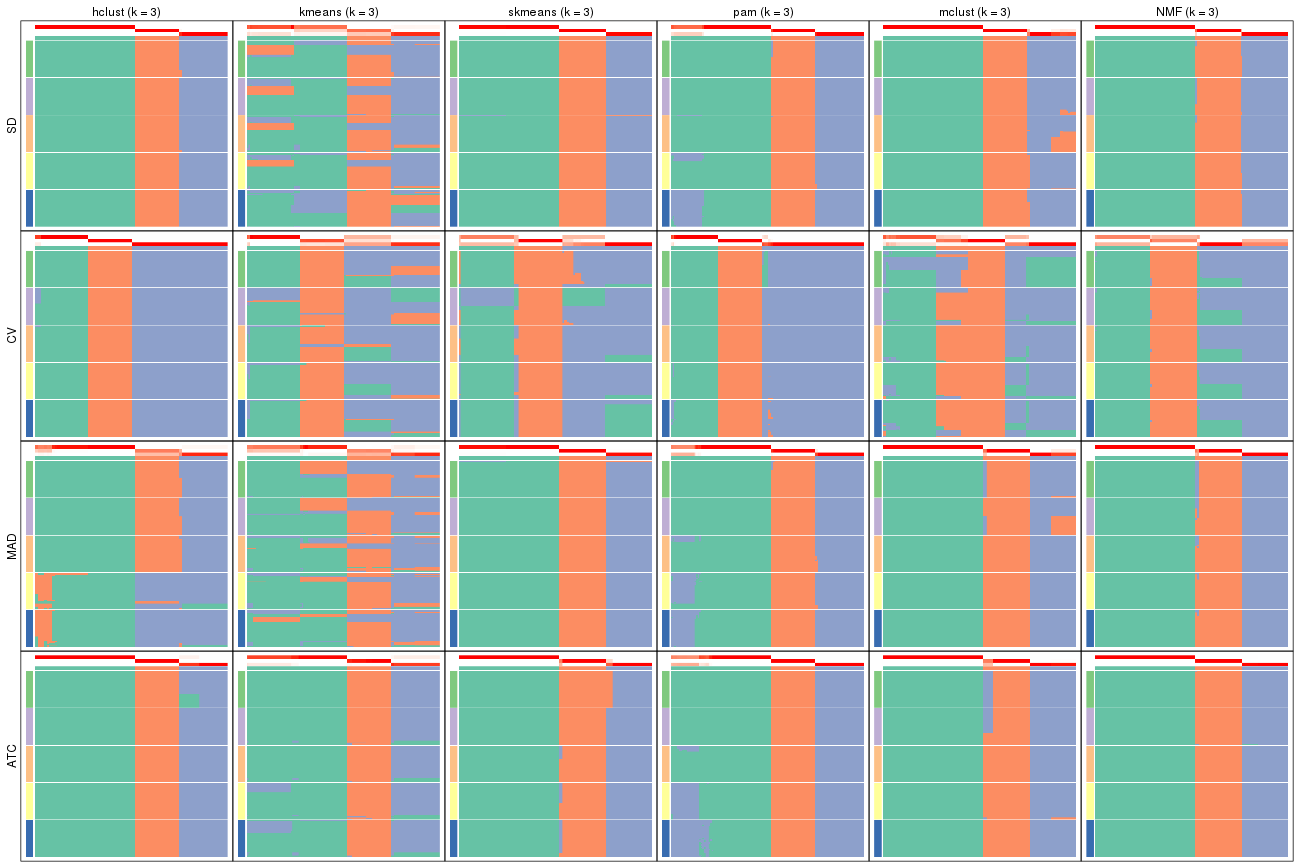 hclust (k = 3)
kmeans (k = 3)
skmeans (k = 3)
pam (k = 3)
mclust (k = 3)
NMF (k = 3)
SD
CV
MAD
ATC